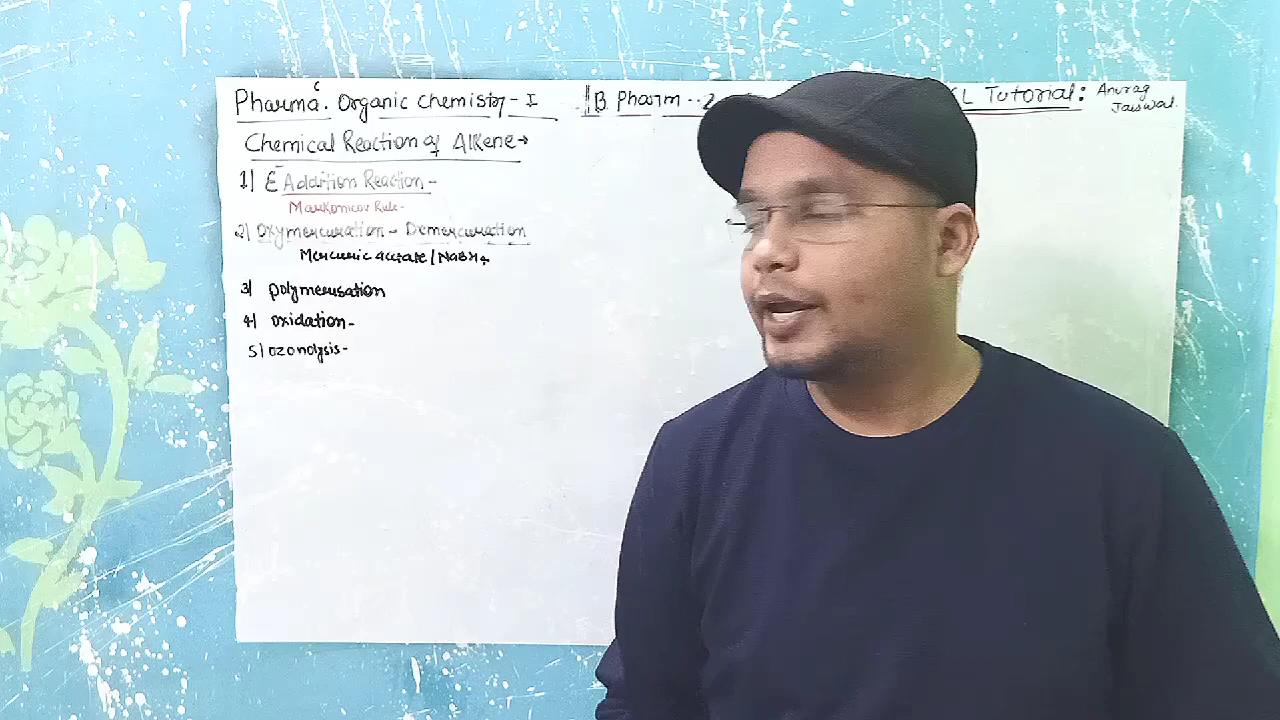 Pharma^c. Organic Chemistry - I || B. Pharm - 2 L Tutorial: Anurag Jaiswal.
Chemical Reaction of Alkene →
1) E Addition Reaction -
Markonicov Rule -
2) Oxymercuration - Demercuration
Mercuric acetate / NaBH4
3) polymerisation
4) oxidation -
5) ozonolysis -